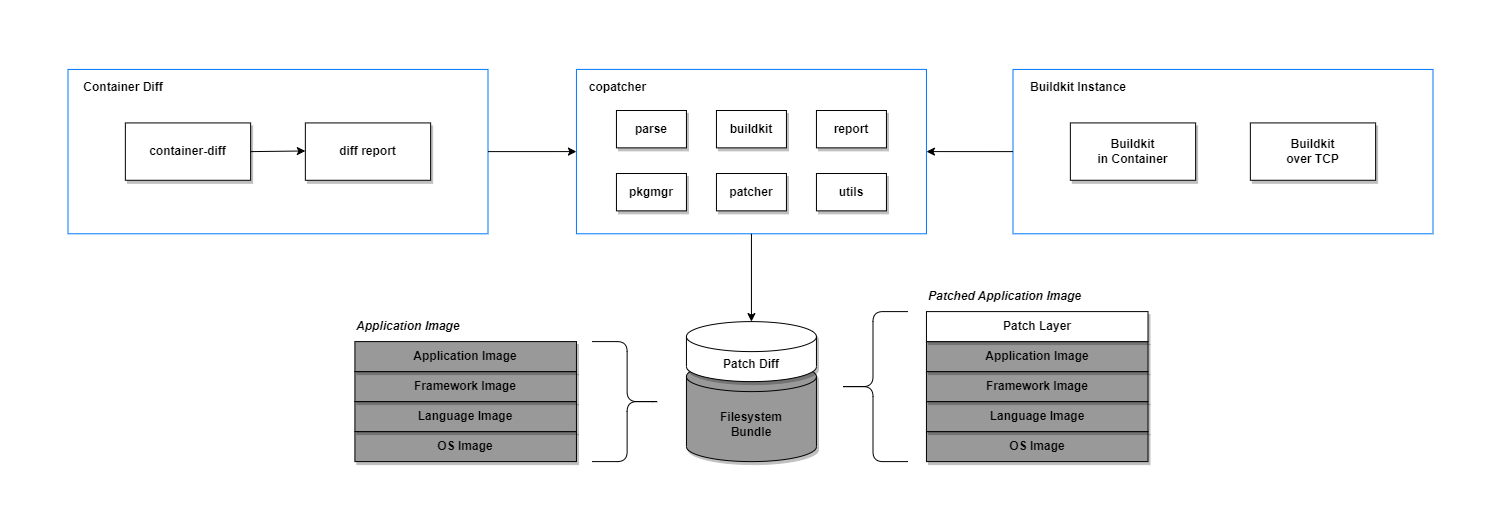 Container Diff
container-diff
diff report
copatcher
parse
buildkit
report
pkgmgr
patcher
utils
Buildkit Instance
Buildkit
in Container
Buildkit
over TCP
Application Image
Application Image
Framework Image
Language Image
OS Image
Patch Diff
Filesystem
Bundle
Patched Application Image
Patch Layer
Application Image
Framework Image
Language Image
OS Image